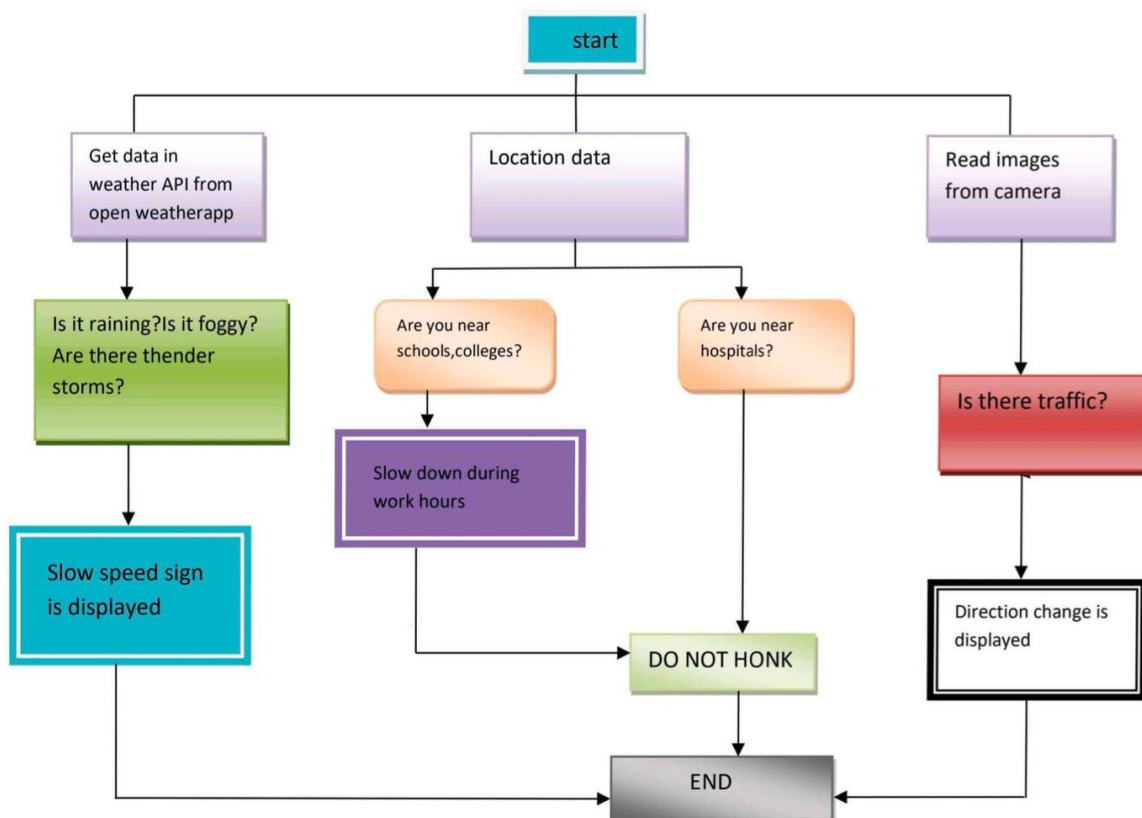 start
Get data in
weather API from
open weatherapp
Location data
Read images
from camera
Is it raining?Is it foggy?
Are there thender
storms?
Are you near
schools,colleges?
Are you near
hospitals?
Is there traffic?
Slow down during
work hours
Slow speed sign
is displayed
Direction change is
displayed
DO NOT HONK
END